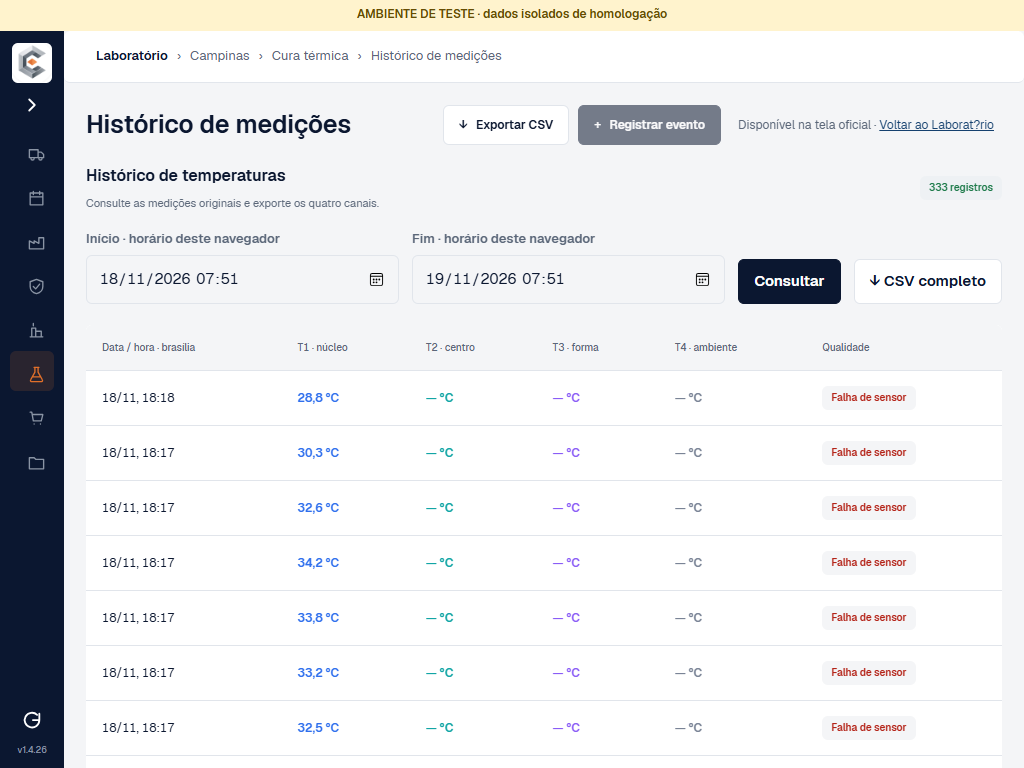 AMBIENTE DE TESTE · dados isolados de homologação
Laboratório › Campinas › Cura térmica › Histórico de medições
Histórico de medições
↓ Exportar CSV
+ Registrar evento
Disponível na tela oficial · Voltar ao Laborat?rio
Histórico de temperaturas
Consulte as medições originais e exporte os quatro canais.
333 registros
Início · horário deste navegador
Fim · horário deste navegador
18/11/2026 07:51
19/11/2026 07:51
Consultar
↓ CSV completo
Data / hora · brasilia T1 · núcleo T2 · centro T3 · forma T4 · ambiente Qualidade
18/11, 18:18 28,8 °C — °C — °C — °C Falha de sensor
18/11, 18:17 30,3 °C — °C — °C — °C Falha de sensor
18/11, 18:17 32,6 °C — °C — °C — °C Falha de sensor
18/11, 18:17 34,2 °C — °C — °C — °C Falha de sensor
18/11, 18:17 33,8 °C — °C — °C — °C Falha de sensor
18/11, 18:17 33,2 °C — °C — °C — °C Falha de sensor
18/11, 18:17 32,5 °C — °C — °C — °C Falha de sensor
v1.4.26